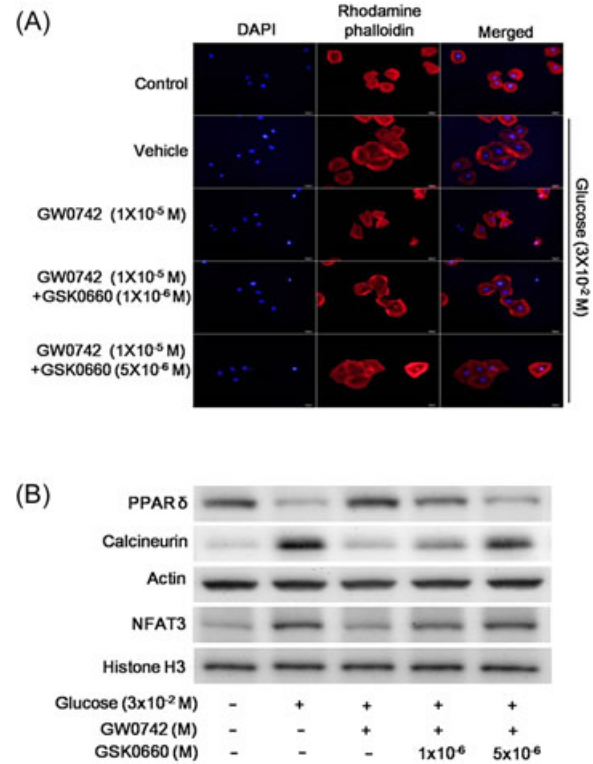 (A)
DAPI
Rhodamine
phalloidin
Merged
Control
Vehicle
GW0742 (1X10-5 M)
GW0742 (1X10-5 M)
+GSK0660 (1X10-6 M)
GW0742 (1X10-5 M)
+GSK0660 (5X10-6 M)
Glucose (3X10-2 M)
(B)
PPAR δ
Calcineurin
Actin
NFAT3
Histone H3
Glucose (3x10-2 M) – + + + +
GW0742 (M) – – + + +
GSK0660 (M) – – – 1x10-6 5x10-6